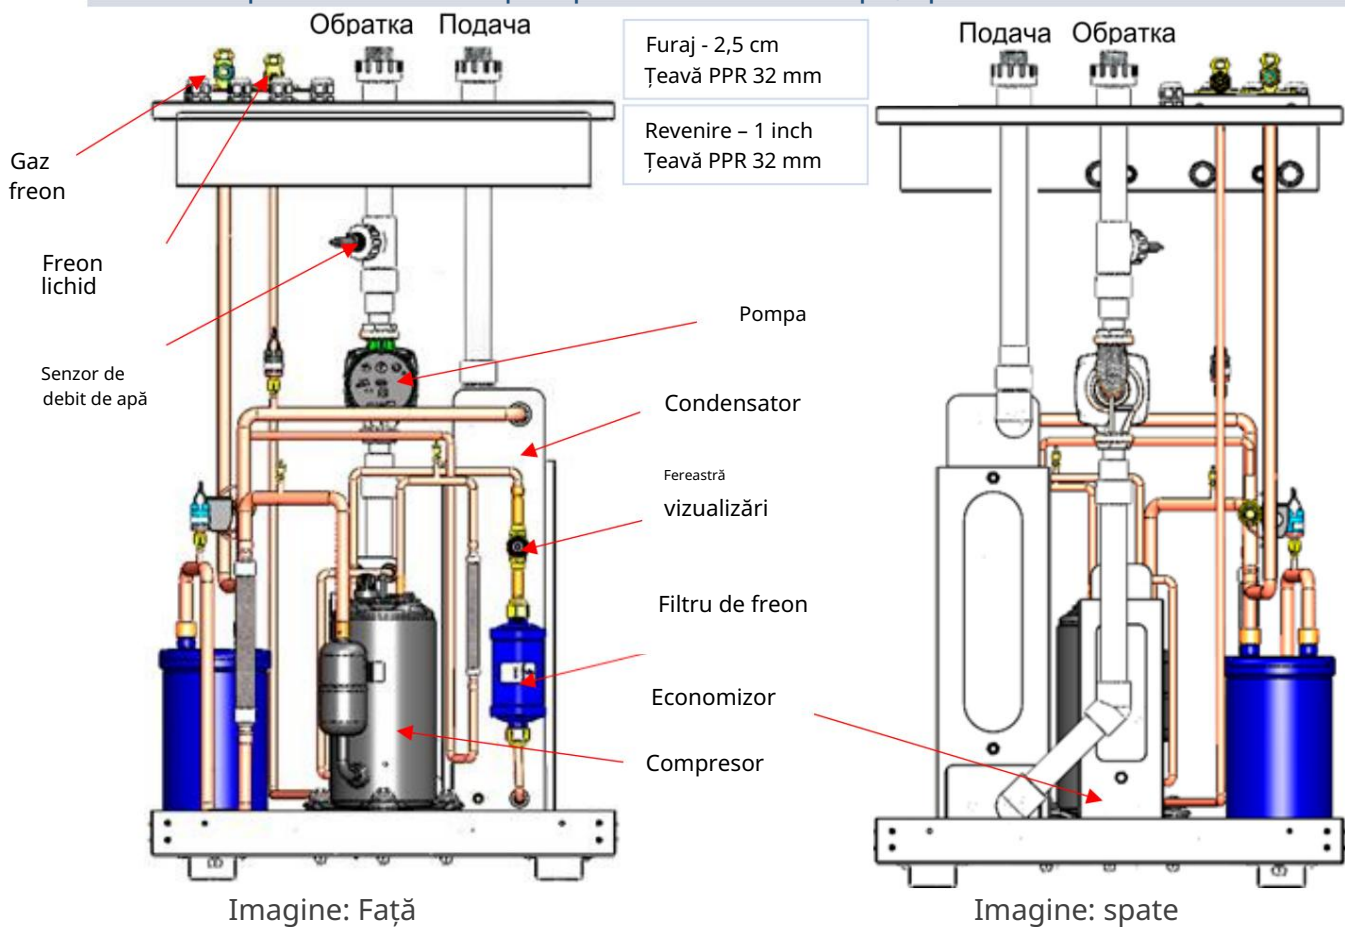 Обратка Подача
Furaj - 2,5 cm
Țeavă PPR 32 mm
Подача Обратка
Revenire – 1 inch
Țeavă PPR 32 mm
Gaz
freon
Freon
lichid
Senzor de
debit de apă
Pompa
Condensator
Fereastră
vizualizări
Filtru de freon
Economizor
Compresor
Imagine: Față
Imagine: spate